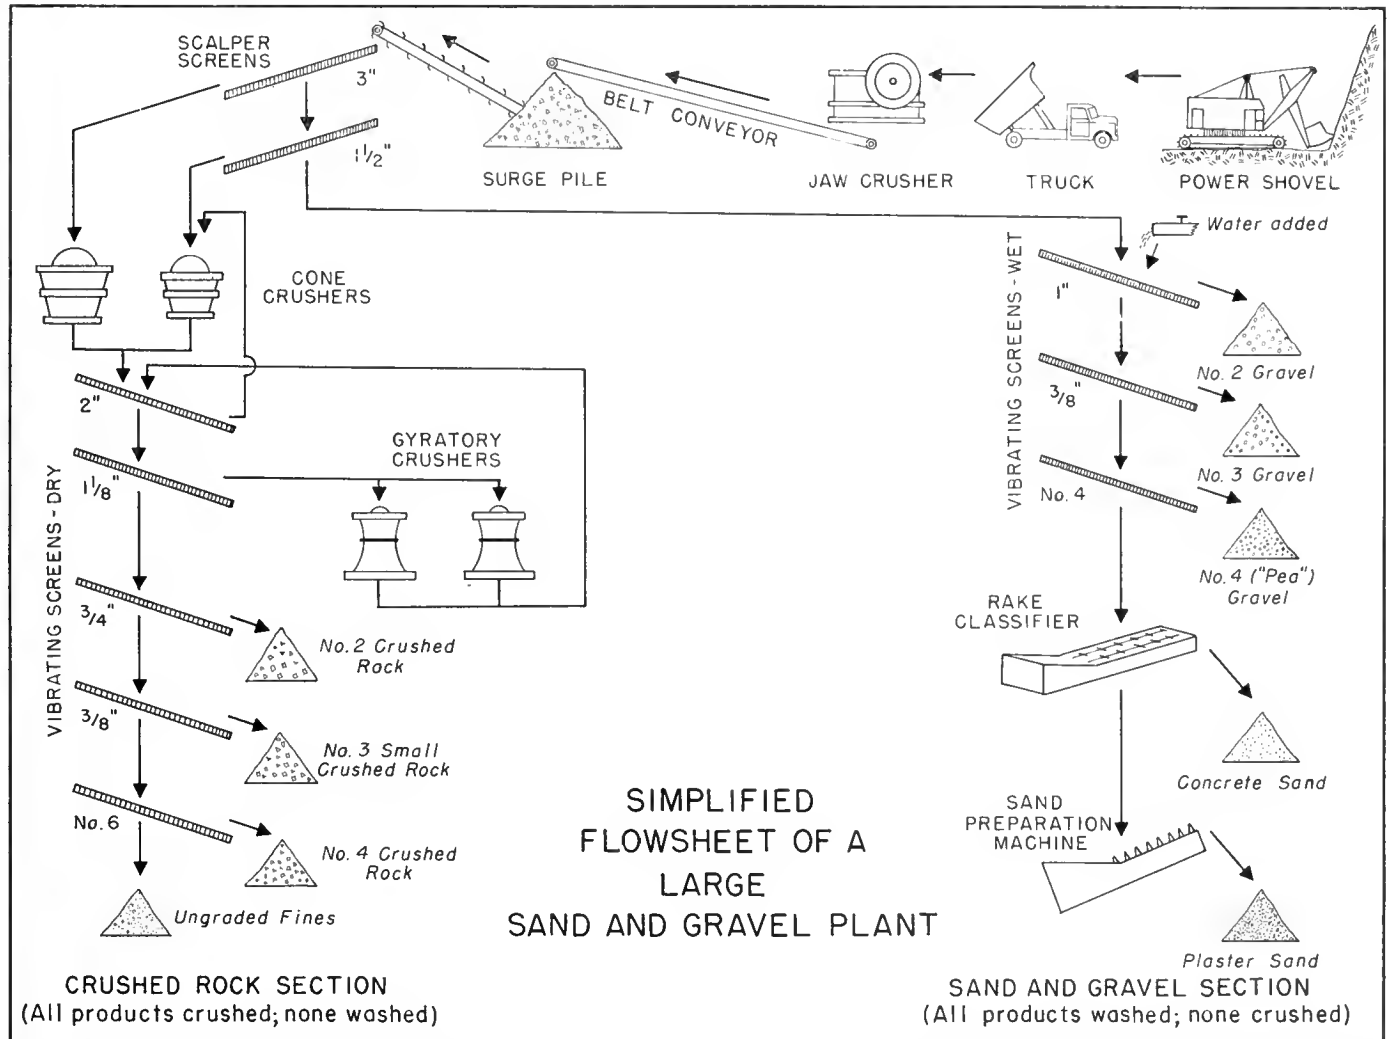 SCALPER
SCREENS
3"
1 1/2"
BELT CONVEYOR
SURGE PILE
JAW CRUSHER
TRUCK
POWER SHOVEL
Water added
CONE
CRUSHERS
2"
1 1/8"
GYRATORY
CRUSHERS
VIBRATING SCREENS - DRY
3/4"
No. 2 Crushed
Rock
3/8"
No. 3 Small
Crushed Rock
No. 6
No. 4 Crushed
Rock
Ungraded Fines
VIBRATING SCREENS - WET
1"
No. 2 Gravel
3/8"
No. 3 Gravel
No. 4
No. 4 ("Pea")
Gravel
RAKE
CLASSIFIER
Concrete Sand
SAND
PREPARATION
MACHINE
Plaster Sand
SIMPLIFIED
FLOWSHEET OF A
LARGE
SAND AND GRAVEL PLANT
CRUSHED ROCK SECTION
(All products crushed; none washed)
SAND AND GRAVEL SECTION
(All products washed; none crushed)